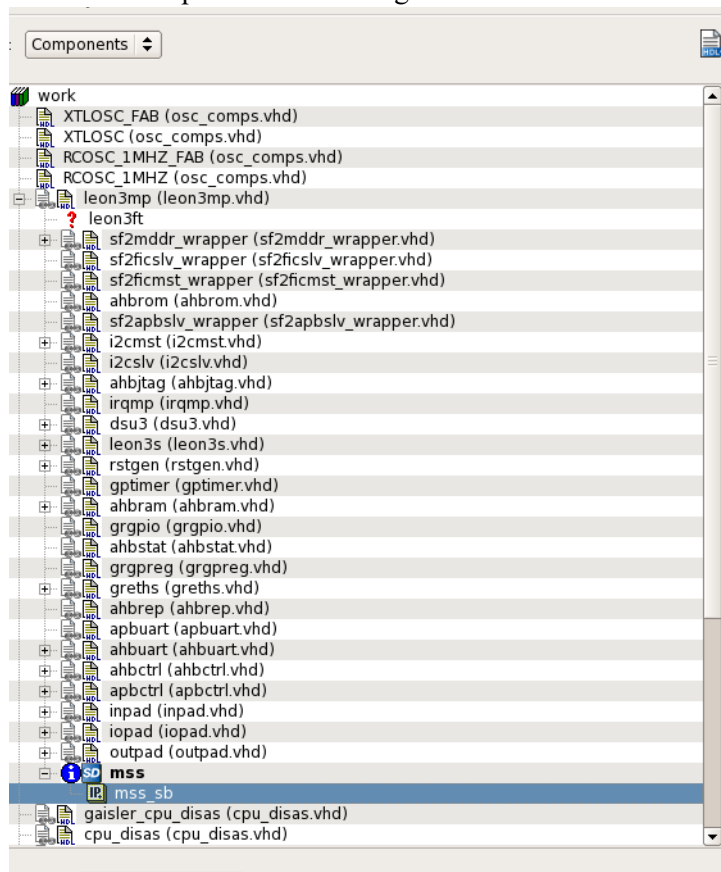 : Components
work
XTLOSC_FAB (osc_comps.vhd)
XTLOSC (osc_comps.vhd)
RCOSC_1MHZ_FAB (osc_comps.vhd)
RCOSC_1MHZ (osc_comps.vhd)
leon3mp (leon3mp.vhd)
? leon3ft
sf2mddr_wrapper (sf2mddr_wrapper.vhd)
sf2ficslv_wrapper (sf2ficslv_wrapper.vhd)
sf2ficmst_wrapper (sf2ficmst_wrapper.vhd)
ahbrom (ahbrom.vhd)
sf2apbslv_wrapper (sf2apbslv_wrapper.vhd)
i2cmst (i2cmst.vhd)
i2cslv (i2cslv.vhd)
ahbjtag (ahbjtag.vhd)
irqmp (irqmp.vhd)
dsu3 (dsu3.vhd)
leon3s (leon3s.vhd)
rstgen (rstgen.vhd)
gptimer (gptimer.vhd)
ahbram (ahbram.vhd)
grgpio (grgpio.vhd)
ahbstat (ahbstat.vhd)
grgpreg (grgpreg.vhd)
greths (greths.vhd)
ahbrep (ahbrep.vhd)
apbuart (apbuart.vhd)
ahbuart (ahbuart.vhd)
ahbctrl (ahbctrl.vhd)
apbctrl (apbctrl.vhd)
inpad (inpad.vhd)
iopad (iopad.vhd)
outpad (outpad.vhd)
i SD mss
IP mss_sb
gaisler_cpu_disas (cpu_disas.vhd)
cpu_disas (cpu_disas.vhd)